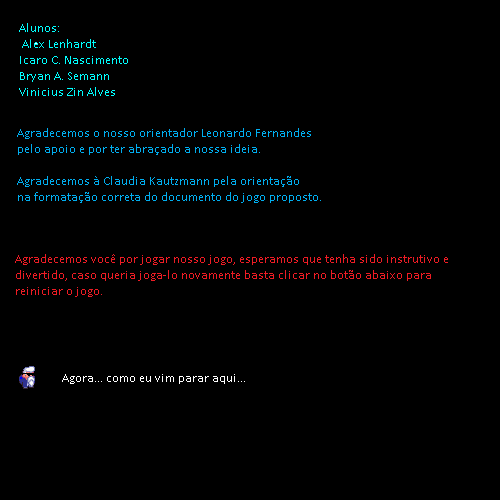 Alunos:
Alex Lenhardt
Icaro C. Nascimento
Bryan A. Semann
Vinicius Zin Alves
Agradecemos o nosso orientador Leonardo Fernandes
pelo apoio e por ter abraçado a nossa ideia.
Agradecemos à Claudia Kautzmann pela orientação
na formatação correta do documento do jogo proposto.
Agradecemos você por jogar nosso jogo, esperamos que tenha sido instrutivo e
divertido, caso queria joga-lo novamente basta clicar no botão abaixo para
reiniciar o jogo.
Agora... como eu vim parar aqui...